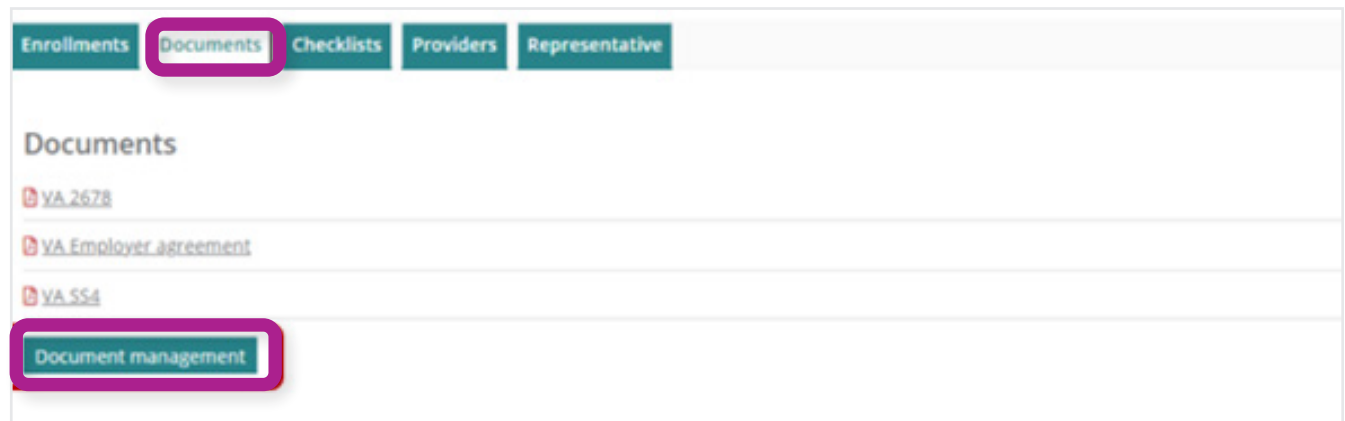 Enrollments Documents Checklists Providers Representative
Documents
VA 2678
VA Employer agreement
VA SS4
Document management